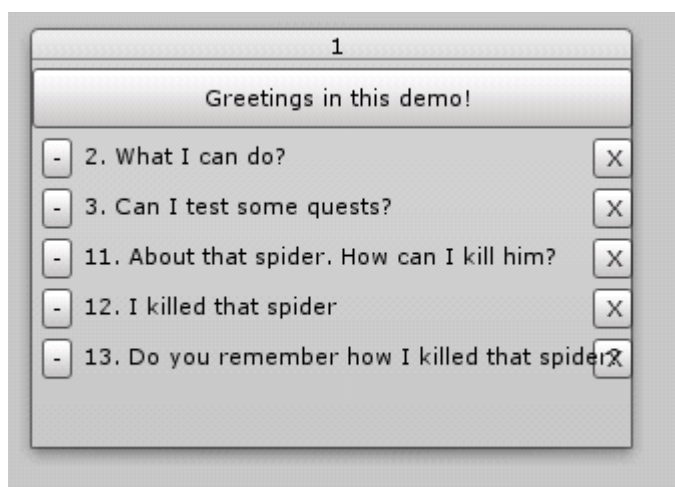 1
Greetings in this demo!
- 2. What I can do? X
- 3. Can I test some quests? X
- 11. About that spider. How can I kill him? X
- 12. I killed that spider X
- 13. Do you remember how I killed that spider? X